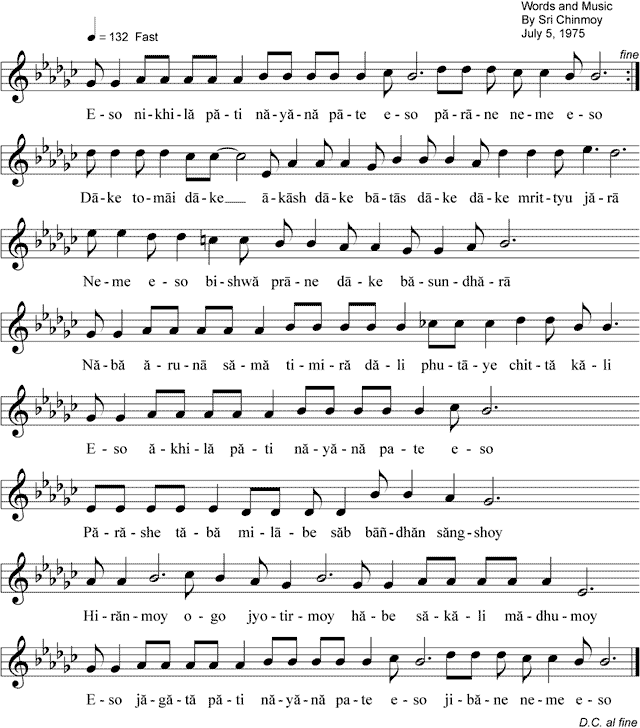 Words and Music
By Sri Chinmoy
July 5, 1975
= 132 Fast
fine
E - so ni - khi - lă pă - ti nă - yă - nă pā - te e - so pă - rā - ne ne - me e - so
Dā - ke to - māi dā - ke ā - kāsh dā - ke bā - tās dā - ke dā - ke mrit - tyu jă - rā
Ne - me e - so bi - shwă prā - ne dā - ke bă - sun - dhă - rā
Nă - bă ă - ru - nā să - mă ti - mi - ră dă - li phu - tā - ye chit - tă kă - li
E - so ă - khi - lă pă - ti nă - yă - nă pa - te e - so
Pă - ră - she tă - bă mi - lā - be săb bāñ - dhăn săng - shoy
Hi - răn - moy o - go jyo - tir - moy hă - be să - kă - li mă - dhu - moy
E - so jă - gă - tă pă - ti nă - yă - nă pa - te e - so ji - bă - ne ne - me e - so
D.C. al fine